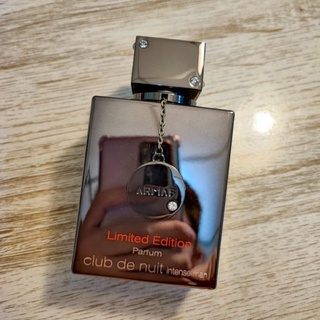 ARMAF
Limited Edition
Parfum
club de nuit intense man